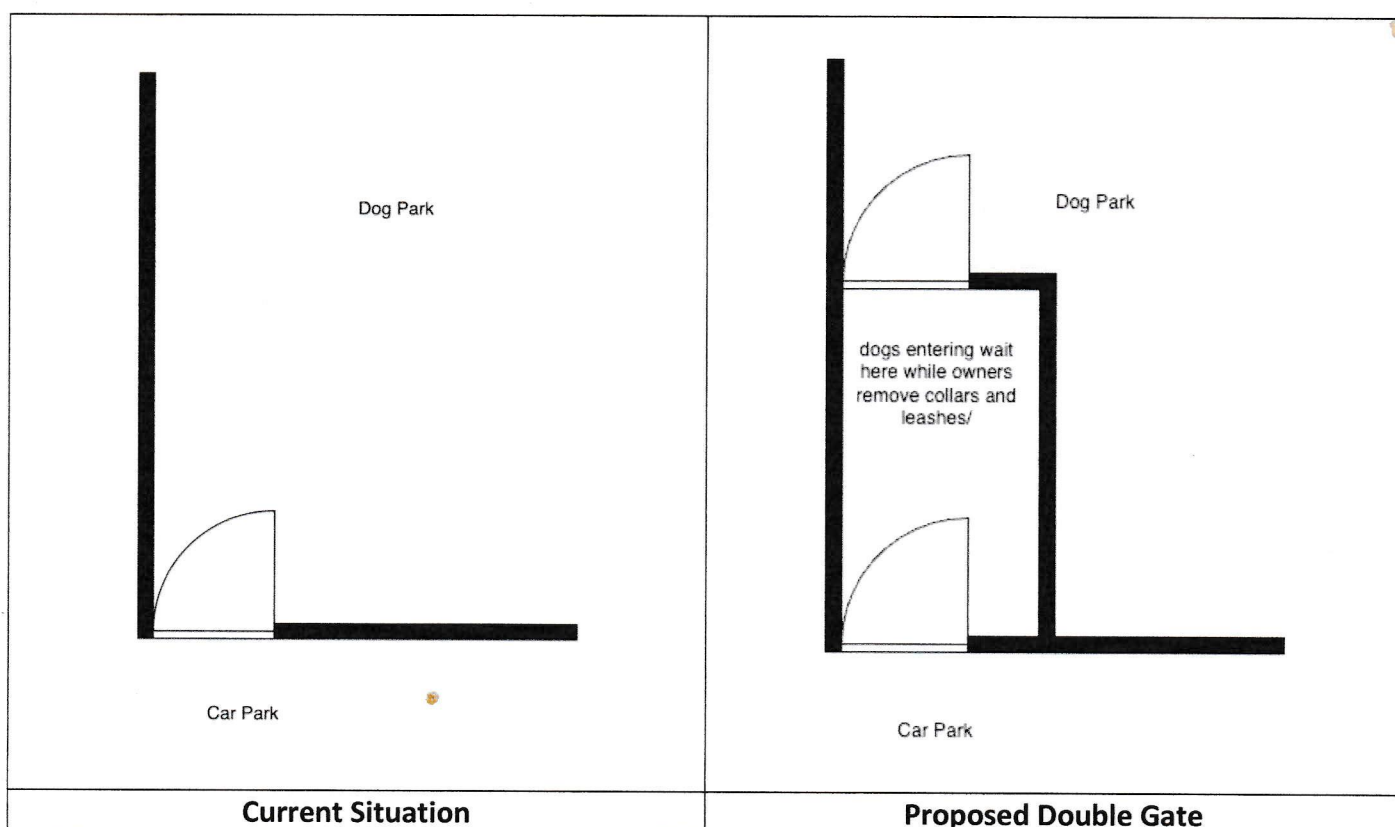 Dog Park
Car Park
Current Situation
Dog Park
dogs entering wait
here while owners
remove collars and
leashes/
Car Park
Proposed Double Gate